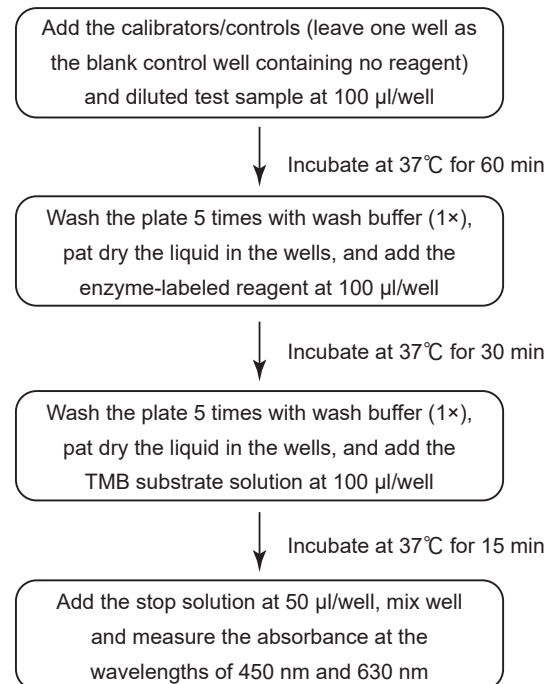 Add the calibrators/controls (leave one well as
the blank control well containing no reagent)
and diluted test sample at 100 μl/well
Incubate at 37℃ for 60 min
Wash the plate 5 times with wash buffer (1×),
pat dry the liquid in the wells, and add the
enzyme-labeled reagent at 100 μl/well
Incubate at 37℃ for 30 min
Wash the plate 5 times with wash buffer (1×),
pat dry the liquid in the wells, and add the
TMB substrate solution at 100 μl/well
Incubate at 37℃ for 15 min
Add the stop solution at 50 μl/well, mix well
and measure the absorbance at the
wavelengths of 450 nm and 630 nm